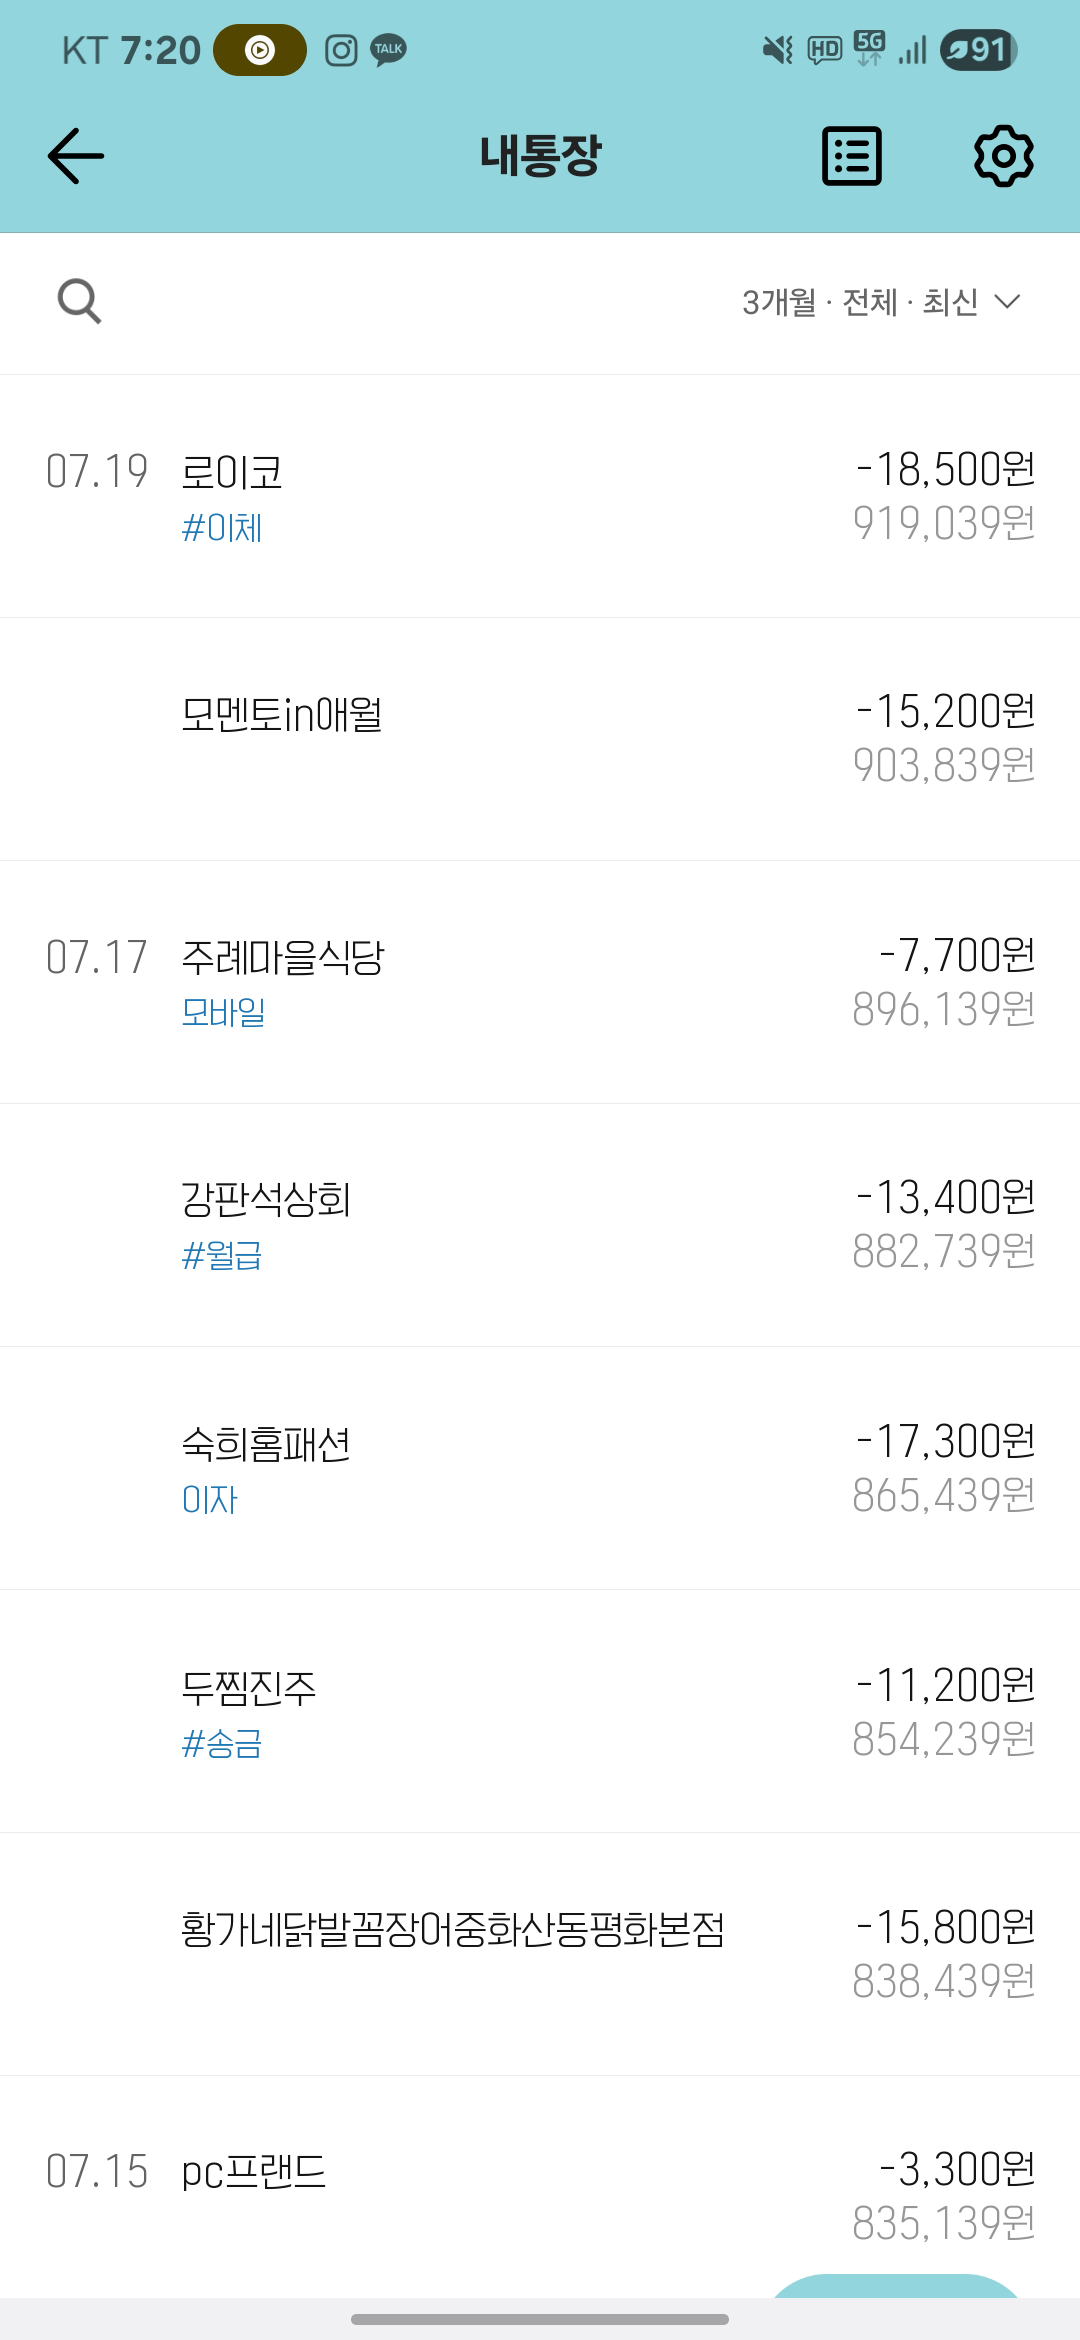 KT 7:20 TALK HD 5G 91
내통장
3개월 · 전체 · 최신
07.19 로이코 -18,500원
#이체 919,039원
모멘토in애월 -15,200원
903,839원
07.17 주례마을식당 -7,700원
모바일 896,139원
강판석상회 -13,400원
#월급 882,739원
숙희홈패션 -17,300원
이자 865,439원
두찜진주 -11,200원
#송금 854,239원
황가네닭발꼼장어중화산동평화본점 -15,800원
838,439원
07.15 pc프랜드 -3,300원
835,139원